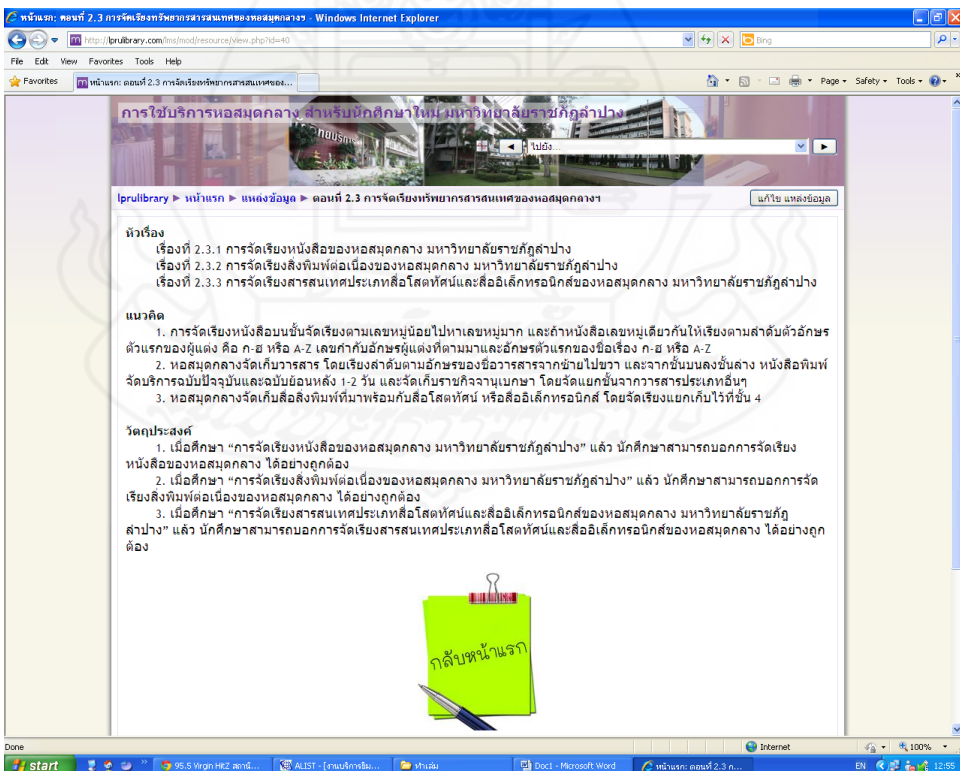 หน้าแรก: ตอนที่ 2.3 การจัดเรียงทรัพยากรสารสนเทศของหอสมุดกลางฯ - Windows Internet Explorer
http://lprulibrary.com/lms/mod/resource/view.php?id=40
Bing
File Edit View Favorites Tools Help
Favorites
หน้าแรก: ตอนที่ 2.3 การจัดเรียงทรัพยากรสารสนเทศของ...
Page Safety Tools
การใช้บริการหอสมุดกลาง สำหรับนักศึกษาใหม่ มหาวิทยาลัยราชภัฏลำปาง
ไปยัง...
lprulibrary ► หน้าแรก ► แหล่งข้อมูล ► ตอนที่ 2.3 การจัดเรียงทรัพยากรสารสนเทศของหอสมุดกลางฯ
แก้ไข แหล่งข้อมูล
หัวเรื่อง
เรื่องที่ 2.3.1 การจัดเรียงหนังสือของหอสมุดกลาง มหาวิทยาลัยราชภัฏลำปาง
เรื่องที่ 2.3.2 การจัดเรียงสิ่งพิมพ์ต่อเนื่องของหอสมุดกลาง มหาวิทยาลัยราชภัฏลำปาง
เรื่องที่ 2.3.3 การจัดเรียงสารสนเทศประเภทสื่อโสตทัศน์และสื่ออิเล็กทรอนิกส์ของหอสมุดกลาง มหาวิทยาลัยราชภัฏลำปาง
แนวคิด
1. การจัดเรียงหนังสือบนชั้นจัดเรียงตามเลขหมู่น้อยไปหาเลขหมู่มาก และถ้าหนังสือเลขหมู่เดียวกันให้เรียงตามลำดับตัวอักษร
ตัวแรกของผู้แต่ง คือ ก-ฮ หรือ A-Z เลขกำกับอักษรผู้แต่งที่ตามมาและอักษรตัวแรกของชื่อเรื่อง ก-ฮ หรือ A-Z
2. หอสมุดกลางจัดเก็บวารสาร โดยเรียงลำดับตามอักษรของชื่อวารสารจากซ้ายไปขวา และจากชั้นบนลงชั้นล่าง หนังสือพิมพ์
จัดบริการฉบับปัจจุบันและฉบับย้อนหลัง 1-2 วัน และจัดเก็บราชกิจจานุเบกษา โดยจัดแยกชั้นจากวารสารประเภทอื่นๆ
3. หอสมุดกลางจัดเก็บสื่อสิ่งพิมพ์ที่มาพร้อมกับสื่อโสตทัศน์ หรือสื่ออิเล็กทรอนิกส์ โดยจัดเรียงแยกเก็บไว้ที่ชั้น 4
วัตถุประสงค์
1. เมื่อศึกษา “การจัดเรียงหนังสือของหอสมุดกลาง มหาวิทยาลัยราชภัฏลำปาง” แล้ว นักศึกษาสามารถบอกการจัดเรียง
หนังสือของหอสมุดกลาง ได้อย่างถูกต้อง
2. เมื่อศึกษา “การจัดเรียงสิ่งพิมพ์ต่อเนื่องของหอสมุดกลาง มหาวิทยาลัยราชภัฏลำปาง” แล้ว นักศึกษาสามารถบอกการจัด
เรียงสิ่งพิมพ์ต่อเนื่องของหอสมุดกลาง ได้อย่างถูกต้อง
3. เมื่อศึกษา “การจัดเรียงสารสนเทศประเภทสื่อโสตทัศน์และสื่ออิเล็กทรอนิกส์ของหอสมุดกลาง มหาวิทยาลัยราชภัฏ
ลำปาง” แล้ว นักศึกษาสามารถบอกการจัดเรียงสารสนเทศประเภทสื่อโสตทัศน์และสื่ออิเล็กทรอนิกส์ของหอสมุดกลาง ได้อย่างถูก
ต้อง
กลับหน้าแรก
Done
Internet
100%
start
95.5 Virgin HitZ สถานี...
ALIST - [งานบริการยืม...
ทำเล่ม
Doc1 - Microsoft Word
หน้าแรก: ตอนที่ 2.3 ก...
EN
12:55